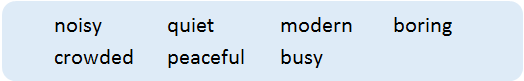 noisy quiet modern boring
crowded peaceful busy